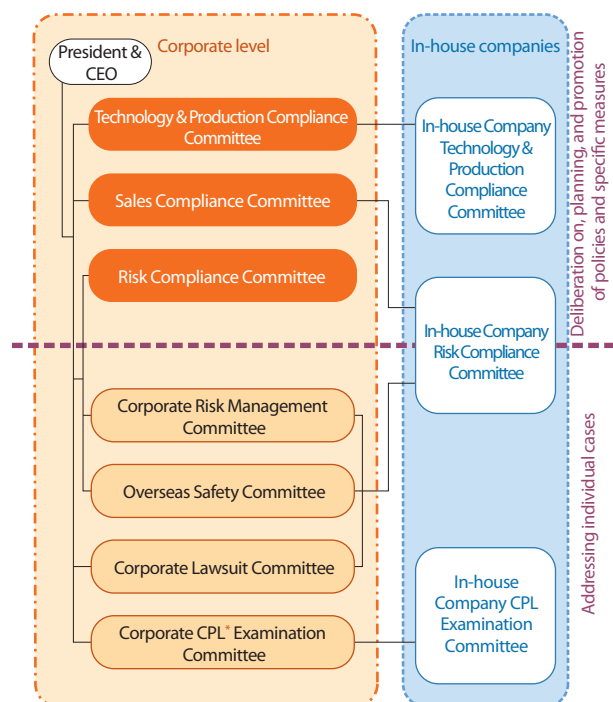 Corporate level
In-house companies
President &
CEO
Technology & Production Compliance
Committee
In-house Company
Technology &
Production
Compliance
Committee
Sales Compliance Committee
Risk Compliance Committee
In-house Company
Risk Compliance
Committee
Corporate Risk Management
Committee
Overseas Safety Committee
Corporate Lawsuit Committee
In-house
Company CPL
Examination
Committee
Corporate CPL* Examination
Committee
Deliberation on, planning, and promotion
of policies and specific measures
Addressing individual cases